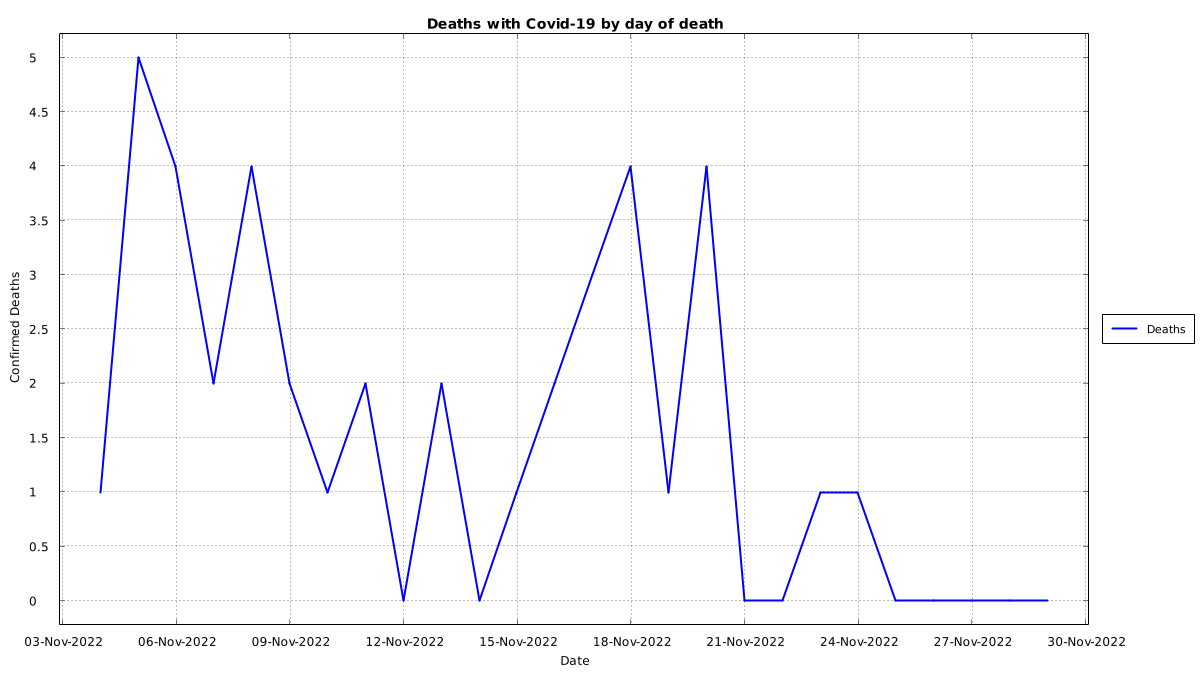 Deaths with Covid-19 by day of death
5
4.5
4
3.5
3
2.5
2
1.5
1
0.5
0
Confirmed Deaths
03-Nov-2022 06-Nov-2022 09-Nov-2022 12-Nov-2022 15-Nov-2022 18-Nov-2022 21-Nov-2022 24-Nov-2022 27-Nov-2022 30-Nov-2022
Date
Deaths